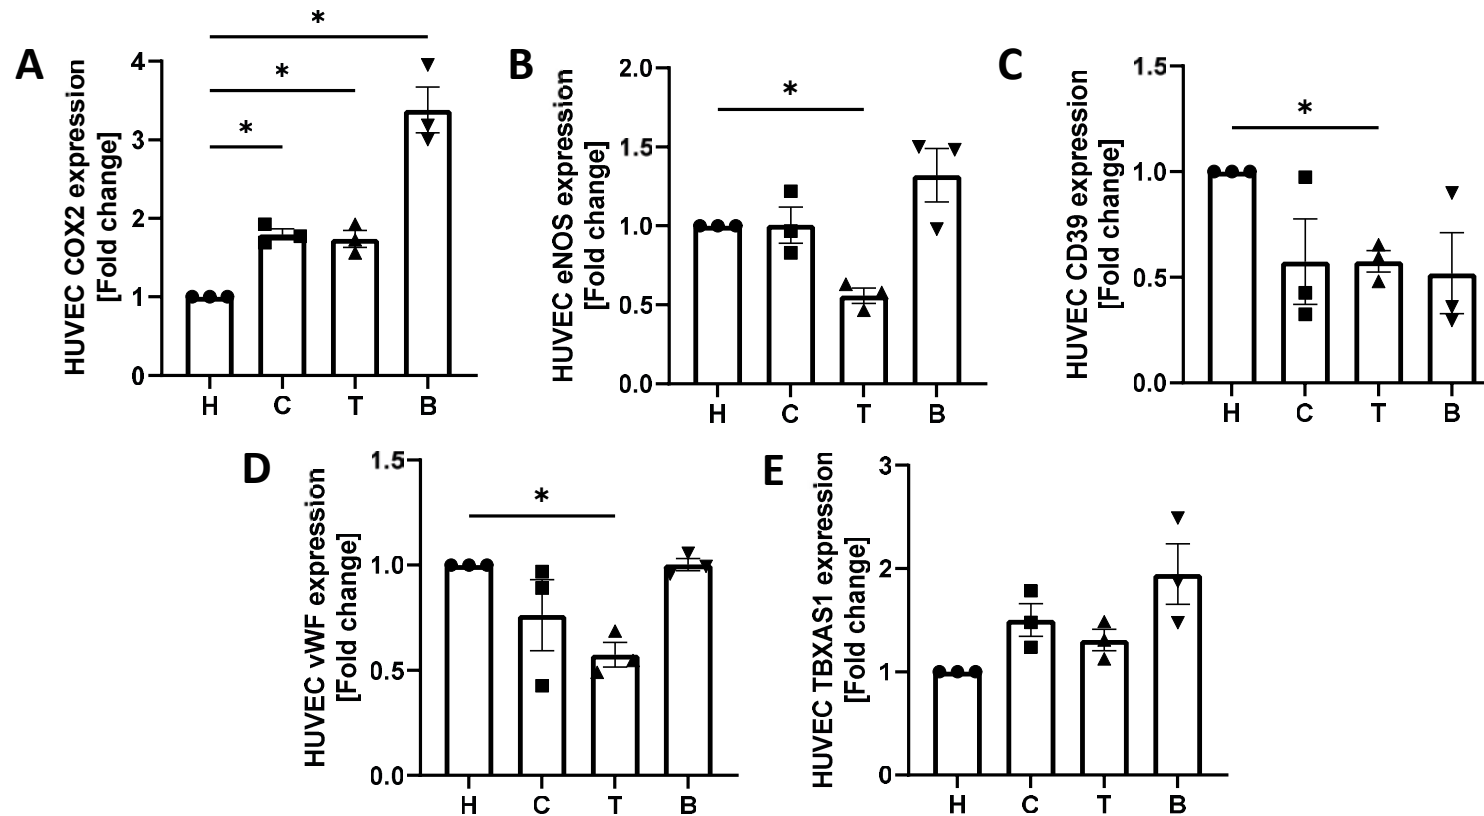 A
HUVEC COX2 expression
[Fold change]
4
3
2
1
0
*
*
*
H C T B
B
HUVEC eNOS expression
[Fold change]
2.0
1.5
1.0
0.5
0.0
*
H C T B
C
HUVEC CD39 expression
[Fold change]
1.5
1.0
0.5
0.0
*
H C T B
D
HUVEC vWF expression
[Fold change]
1.5
1.0
0.5
0.0
*
H C T B
E
HUVEC TBXAS1 expression
[Fold change]
3
2
1
0
H C T B